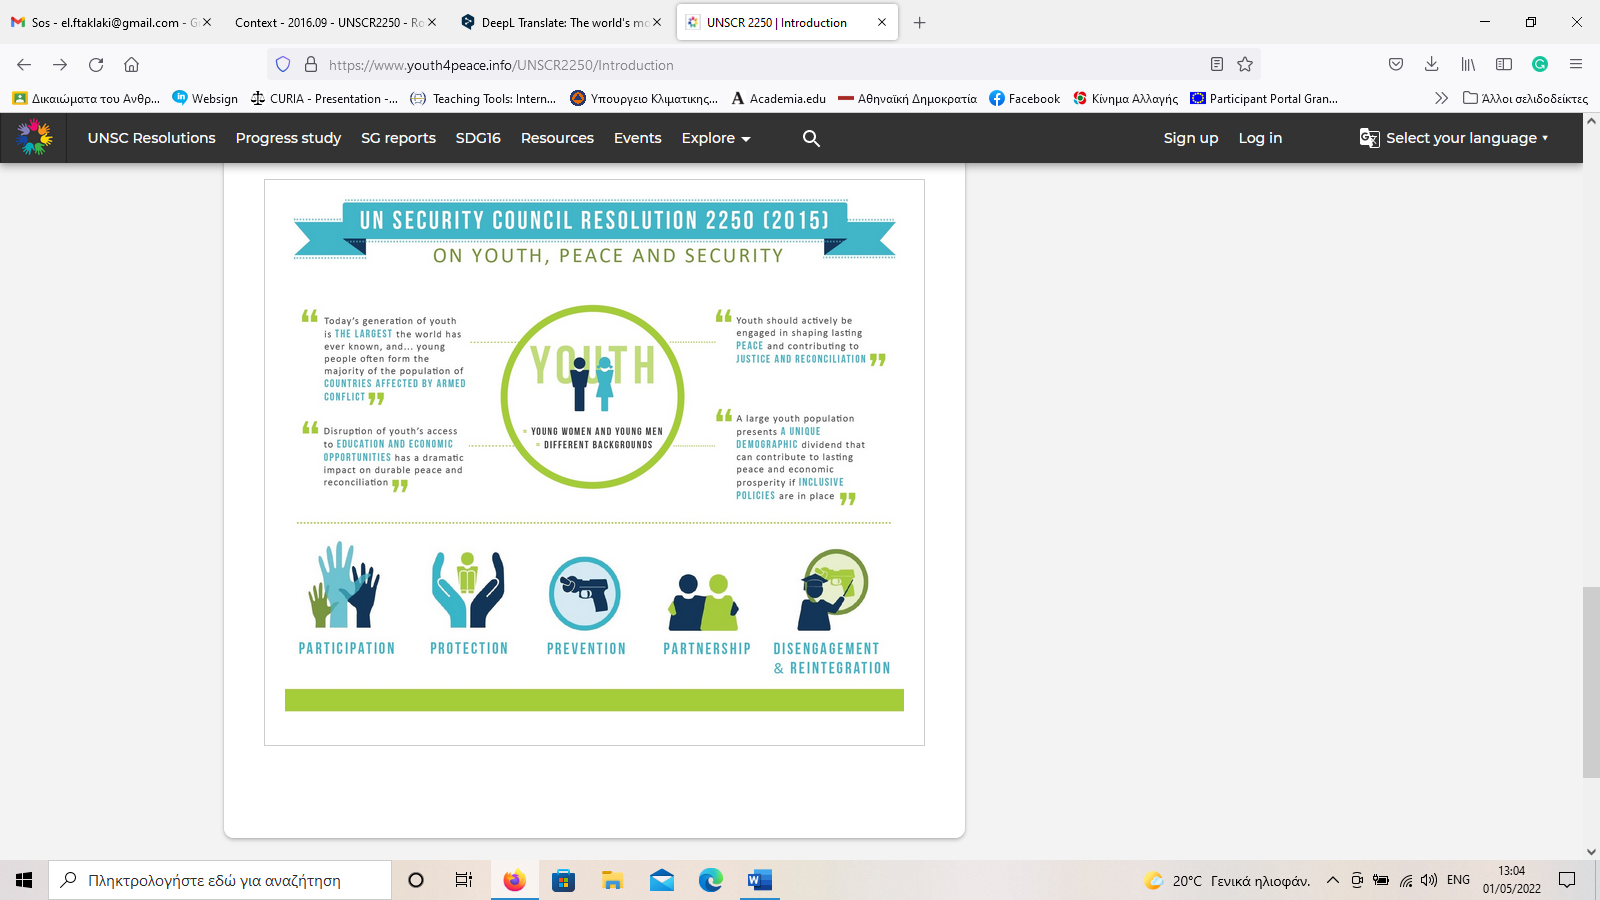 Sos - el.ftaklaki@gmail.com - G
Context - 2016.09 - UNSCR2250 - Ro
DeepL Translate: The world's mo
UNSCR 2250 | Introduction
https://www.youth4peace.info/UNSCR2250/Introduction
Δικαιώματα του Ανθρ...
Websign
CURIA - Presentation -...
Teaching Tools: Intern...
Υπουργειο Κλιματικης...
Academia.edu
Αθηναϊκή Δημοκρατία
Facebook
Κίνημα Αλλαγής
Participant Portal Gran...
Άλλοι σελιδοδείκτες
UNSC Resolutions
Progress study
SG reports
SDG16
Resources
Events
Explore
Sign up
Log in
Select your language
UN SECURITY COUNCIL RESOLUTION 2250 (2015)
ON YOUTH, PEACE AND SECURITY
“ Today's generation of youth
is THE LARGEST the world has
ever known, and... young
people often form the
majority of the population of
COUNTRIES AFFECTED BY ARMED
CONFLICT ”
“ Disruption of youth's access
to EDUCATION AND ECONOMIC
OPPORTUNITIES has a dramatic
impact on durable peace and
reconciliation ”
YOUTH
= YOUNG WOMEN AND YOUNG MEN
= DIFFERENT BACKGROUNDS
“ Youth should actively be
engaged in shaping lasting
PEACE and contributing to
JUSTICE AND RECONCILIATION ”
“ A large youth population
presents A UNIQUE
DEMOGRAPHIC dividend that
can contribute to lasting
peace and economic
prosperity if INCLUSIVE
POLICIES are in place ”
PARTICIPATION
PROTECTION
PREVENTION
PARTNERSHIP
DISENGAGEMENT
& REINTEGRATION
Πληκτρολογήστε εδώ για αναζήτηση
20°C Γενικά ηλιοφάν.
ENG
13:04
01/05/2022